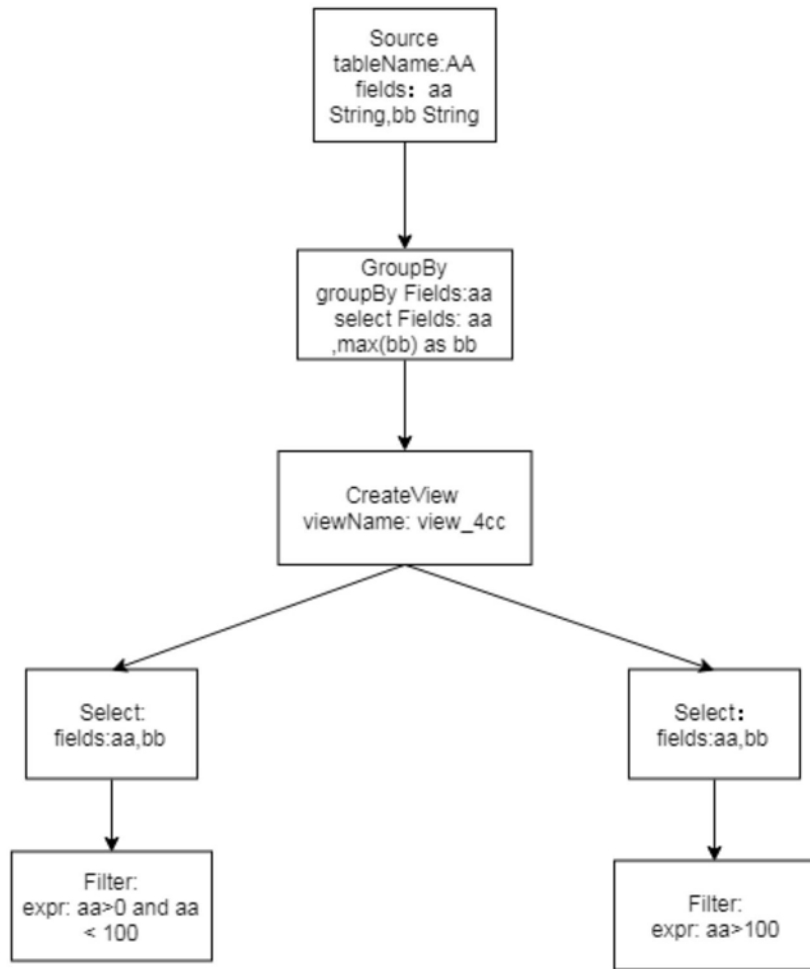 Source
tableName:AA
fields：aa
String,bb String
GroupBy
groupBy Fields:aa
select Fields: aa
,max(bb) as bb
CreateView
viewName: view_4cc
Select:
fields:aa,bb
Select：
fields:aa,bb
Filter:
expr: aa>0 and aa
< 100
Filter:
expr: aa>100